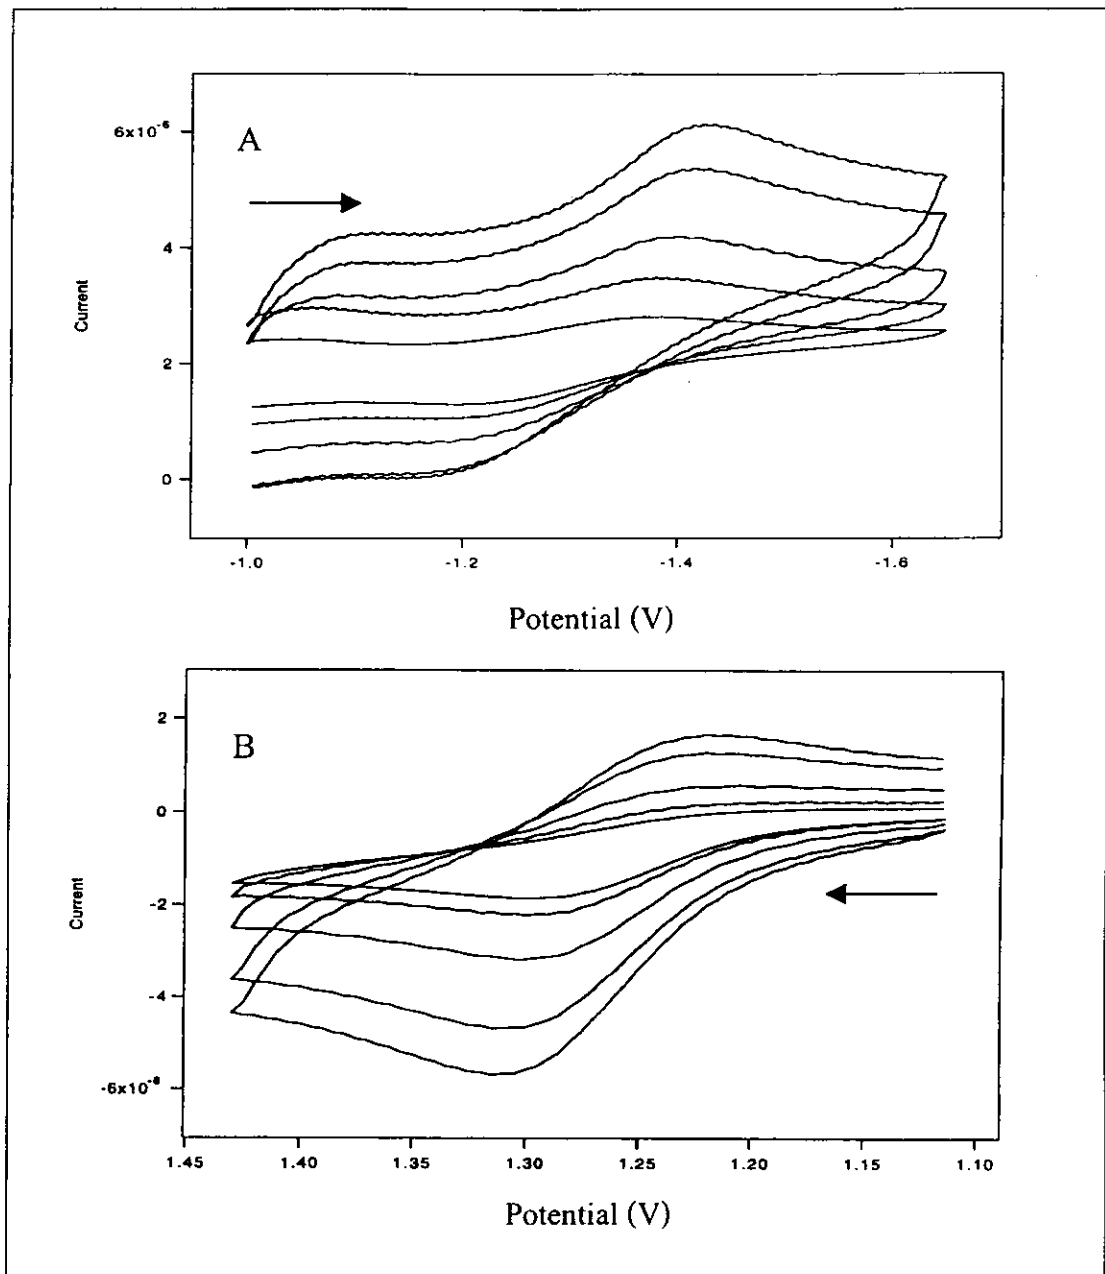 A
6x10⁻⁶
4
2
0
Current
-1.0 -1.2 -1.4 -1.6
Potential (V)
B
2
0
-2
-4
-6x10⁻⁶
Current
1.45 1.40 1.35 1.30 1.25 1.20 1.15 1.10
Potential (V)